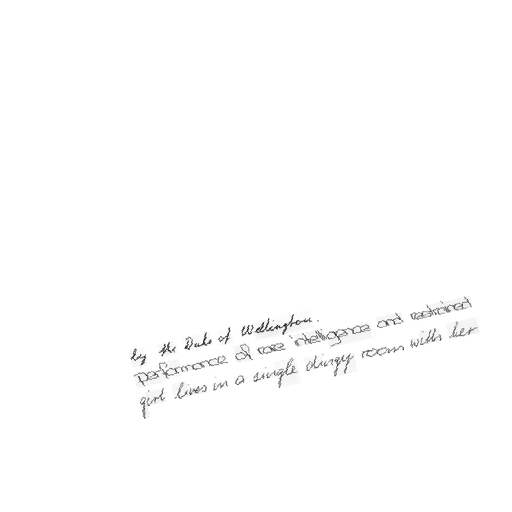 by the Duke of Wellington.
performance of rare intelligence and restrained
girl lives in a single dingy room with her